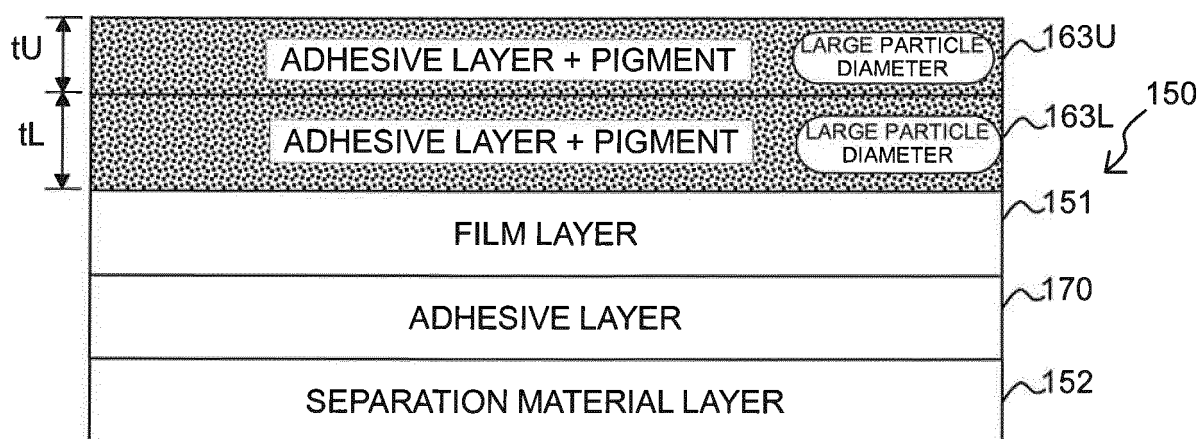 tU
ADHESIVE LAYER + PIGMENT
LARGE PARTICLE
DIAMETER
163U
150
tL
ADHESIVE LAYER + PIGMENT
LARGE PARTICLE
DIAMETER
163L
FILM LAYER
151
ADHESIVE LAYER
170
SEPARATION MATERIAL LAYER
152